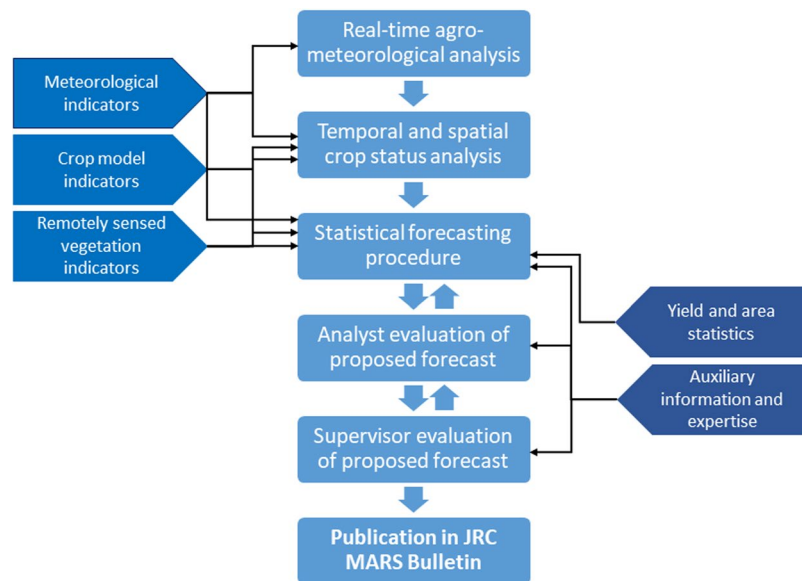 Real-time agro-
meteorological analysis
Meteorological
indicators
Temporal and spatial
crop status analysis
Crop model
indicators
Remotely sensed
vegetation
indicators
Statistical forecasting
procedure
Yield and area
statistics
Analyst evaluation of
proposed forecast
Auxiliary
information and
expertise
Supervisor evaluation
of proposed forecast
Publication in JRC
MARS Bulletin